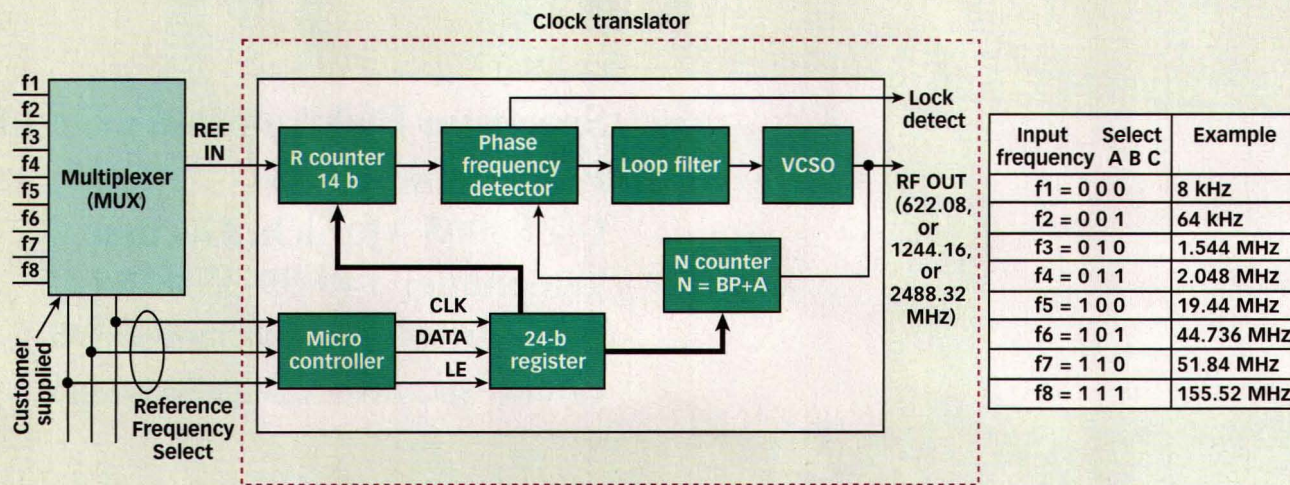 Clock translator
f1
f2
f3
f4
f5
f6
f7
f8
Multiplexer
(MUX)
REF
IN
R counter
14 b
Phase
frequency
detector
Loop filter
VCSO
Lock
detect
RF OUT
(622.08,
or
1244.16,
or
2488.32
MHz)
N counter
N = BP+A
CLK
DATA
LE
Micro
controller
24-b
register
Customer
supplied
Reference
Frequency
Select
Input Select Example
frequency A B C
f1 = 0 0 0 8 kHz
f2 = 0 0 1 64 kHz
f3 = 0 1 0 1.544 MHz
f4 = 0 1 1 2.048 MHz
f5 = 1 0 0 19.44 MHz
f6 = 1 0 1 44.736 MHz
f7 = 1 1 0 51.84 MHz
f8 = 1 1 1 155.52 MHz